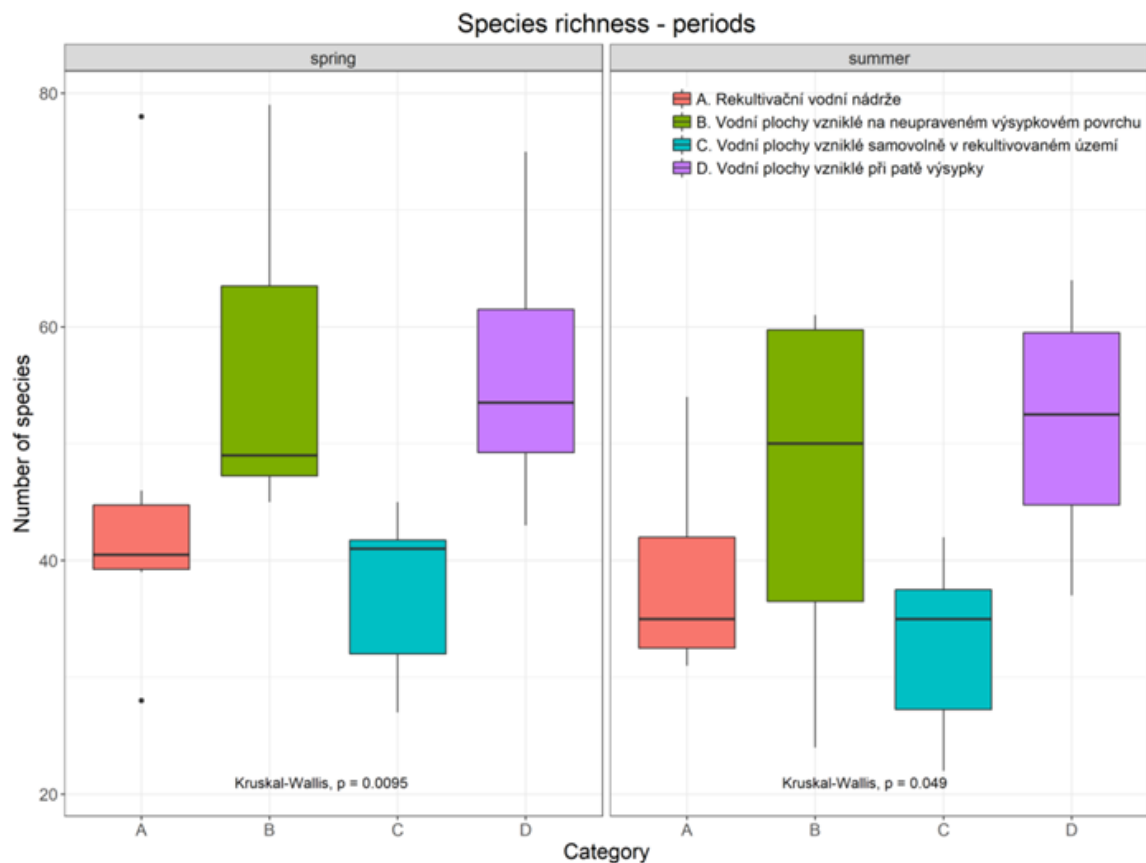 Species richness - periods
spring
summer
A. Rekultivační vodní nádrže
B. Vodní plochy vzniklé na neupraveném výsypkovém povrchu
C. Vodní plochy vzniklé samovolně v rekultivovaném území
D. Vodní plochy vzniklé při patě výsypky
Number of species
80
60
40
20
Kruskal-Wallis, p = 0.0095
Kruskal-Wallis, p = 0.049
A B C D
A B C D
Category